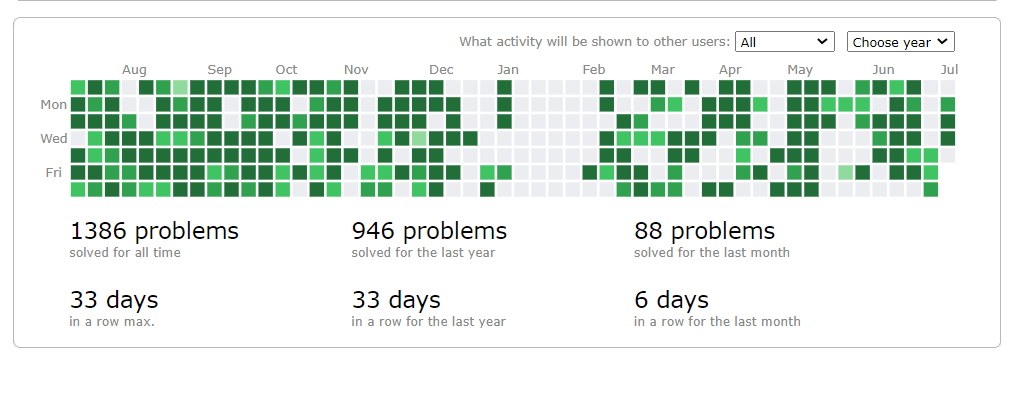 What activity will be shown to other users: All Choose year
Aug Sep Oct Nov Dec Jan Feb Mar Apr May Jun Jul
Mon
Wed
Fri
1386 problems 946 problems 88 problems
solved for all time solved for the last year solved for the last month
33 days 33 days 6 days
in a row max. in a row for the last year in a row for the last month